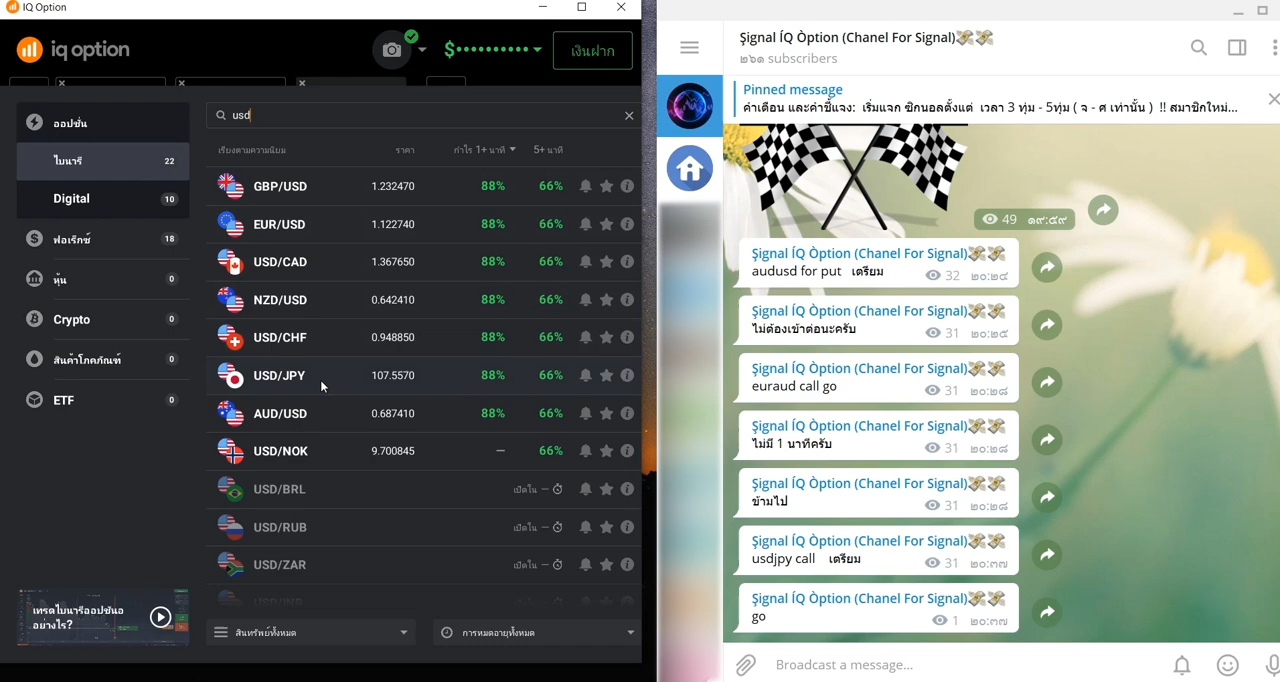 IQ Option
iq option
$••••••••••
เงินฝาก
ออปชั่น
ไบนารี 22
Digital 10
ฟอเร็กซ์ 18
หุ้น 0
Crypto 0
สินค้าโภคภัณฑ์ 0
ETF 0
เทรดไบนารีออปชันอ
อย่างไร?
usd
เรียงตามความนิยม ราคา กำไร 1+ นาที 5+ นาที
GBP/USD 1.232470 88% 66%
EUR/USD 1.122740 88% 66%
USD/CAD 1.367650 88% 66%
NZD/USD 0.642410 88% 66%
USD/CHF 0.948850 88% 66%
USD/JPY 107.5570 88% 66%
AUD/USD 0.687410 88% 66%
USD/NOK 9.700845 – 66%
USD/BRL เปิดใน –
USD/RUB เปิดใน –
USD/ZAR เปิดใน –
USD/INR
สินทรัพย์ทั้งหมด
การหมดอายุทั้งหมด
Şignal ÍQ Òption (Chanel For Signal)💸💸
๒๖๑ subscribers
Pinned message
ค่าเตือน และคำชี้แจง: เริ่มแจก ซิกนอลตั้งแต่ เวลา 3 ทุ่ม - 5ทุ่ม ( จ - ศ เท่านั้น ) !! สมาชิกใหม่...
49 ๑๙:๕๙
Şignal ÍQ Òption (Chanel For Signal)💸💸
audusd for put เตรียม 32 ๒๐:๒๔
Şignal ÍQ Òption (Chanel For Signal)💸💸
ไม่ต้องเข้าต่อนะครับ 31 ๒๐:๒๕
Şignal ÍQ Òption (Chanel For Signal)💸💸
euraud call go 31 ๒๐:๒๘
Şignal ÍQ Òption (Chanel For Signal)💸💸
ไม่มี 1 นาทีครับ 31 ๒๐:๒๘
Şignal ÍQ Òption (Chanel For Signal)💸💸
ข้ามไป 31 ๒๐:๒๘
Şignal ÍQ Òption (Chanel For Signal)💸💸
usdjpy call เตรียม 31 ๒๐:๓๗
Şignal ÍQ Òption (Chanel For Signal)💸💸
go 1 ๒๐:๓๗
Broadcast a message...